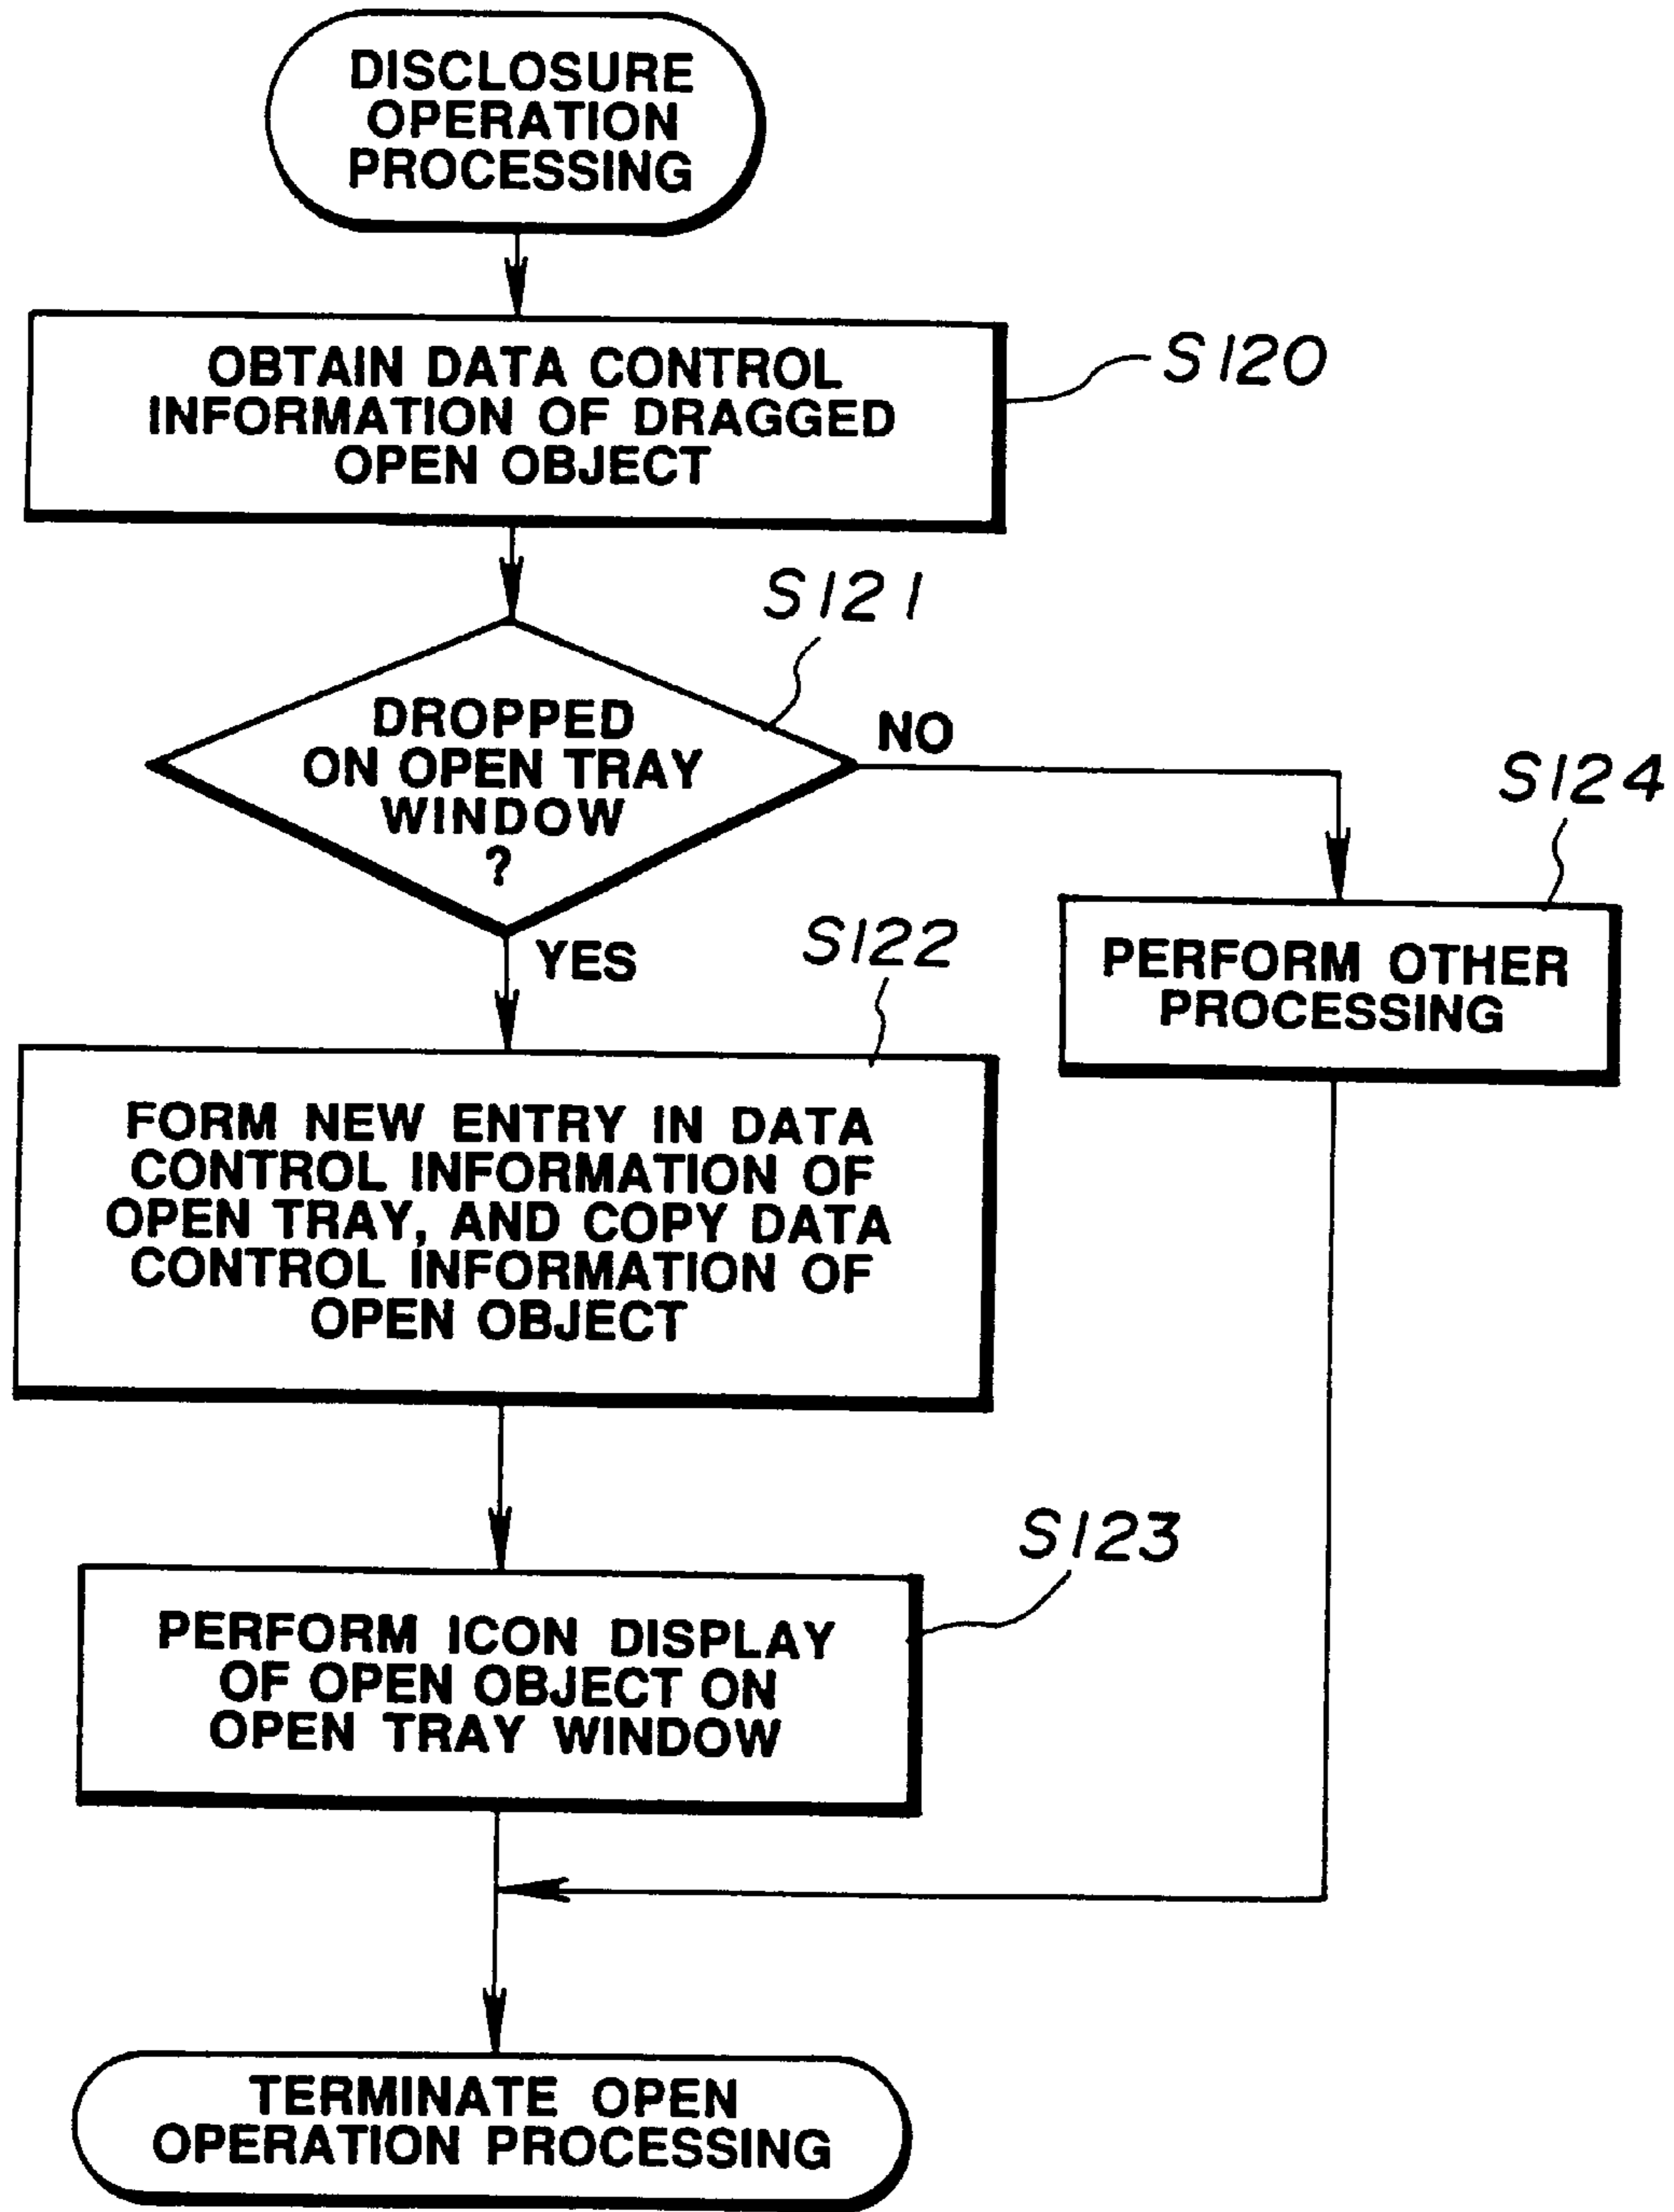 DISCLOSURE
OPERATION
PROCESSING
OBTAIN DATA CONTROL
INFORMATION OF DRAGGED
OPEN OBJECT
S120
S121
DROPPED
ON OPEN TRAY
WINDOW
?
NO
YES
S124
PERFORM OTHER
PROCESSING
S122
FORM NEW ENTRY IN DATA
CONTROL INFORMATION OF
OPEN TRAY, AND COPY DATA
CONTROL INFORMATION OF
OPEN OBJECT
S123
PERFORM ICON DISPLAY
OF OPEN OBJECT ON
OPEN TRAY WINDOW
TERMINATE OPEN
OPERATION PROCESSING